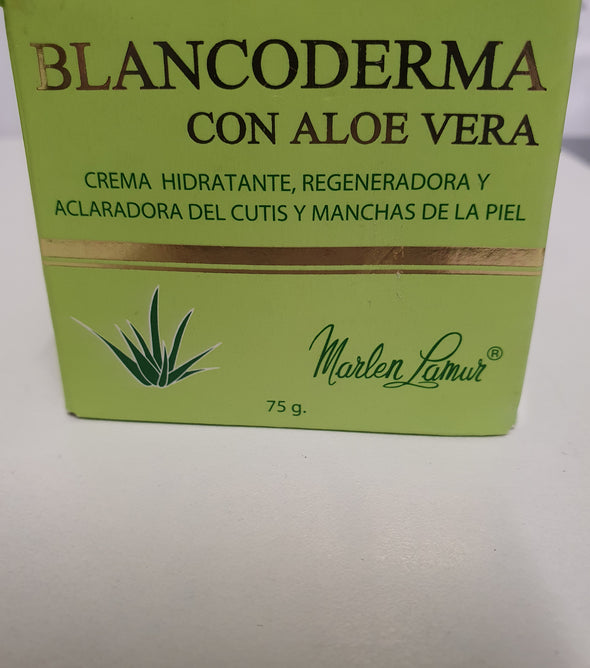 BLANCODERMA
CON ALOE VERA
CREMA HIDRATANTE, REGENERADORA Y
ACLARADORA DEL CUTIS Y MANCHAS DE LA PIEL
Marlen Lamur®
75 g.